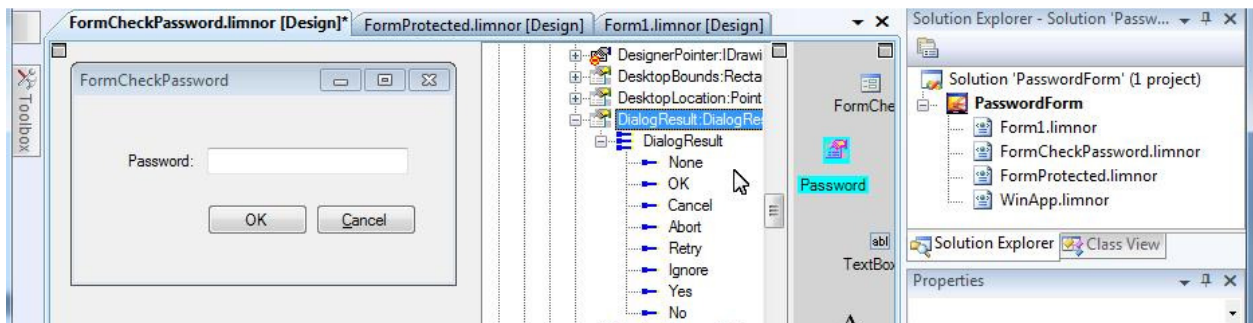 FormCheckPassword.limnor [Design]*
FormProtected.limnor [Design]
Form1.limnor [Design]
Toolbox
FormCheckPassword
Password:
OK
Cancel
DesignerPointer:IDrawi
DesktopBounds:Recta
DesktopLocation:Point
DialogResult:DialogRe
DialogResult
None
OK
Cancel
Abort
Retry
Ignore
Yes
No
FormChe
Password
abl
TextBox
A
Solution Explorer - Solution 'Passw...
Solution 'PasswordForm' (1 project)
PasswordForm
Form1.limnor
FormCheckPassword.limnor
FormProtected.limnor
WinApp.limnor
Solution Explorer
Class View
Properties